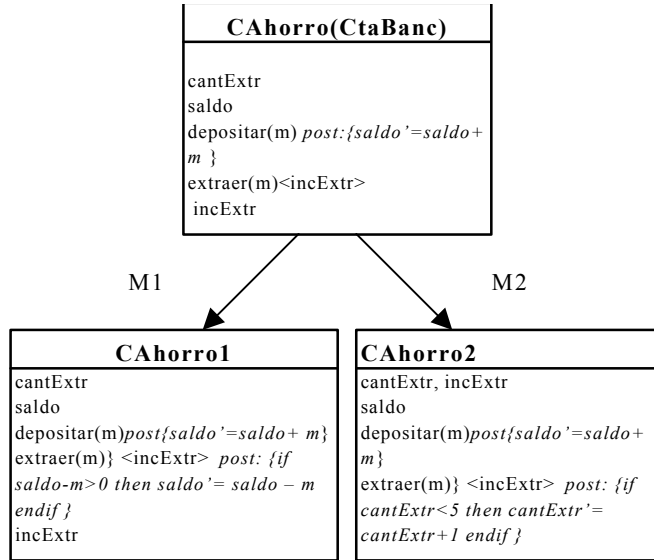 CAhorro(CtaBanc)
cantExtr
saldo
depositar(m) post:{saldo’=saldo+
m }
extraer(m)<incExtr>
incExtr
M1
M2
CAhorro1
cantExtr
saldo
depositar(m)post{saldo’=saldo+ m}
extraer(m)} <incExtr> post: {if
saldo-m>0 then saldo’= saldo – m
endif }
incExtr
CAhorro2
cantExtr, incExtr
saldo
depositar(m)post{saldo’=saldo+
m}
extraer(m)} <incExtr> post: {if
cantExtr<5 then cantExtr’=
cantExtr+1 endif }